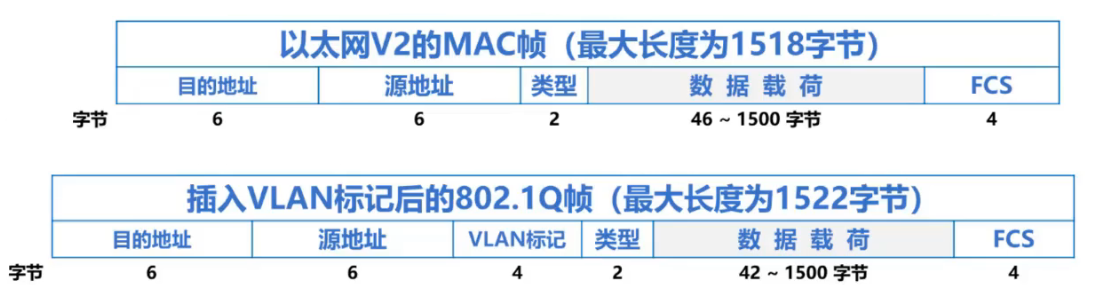 以太网V2的MAC帧（最大长度为1518字节）
目的地址 源地址 类型 数据载荷 FCS
字节 6 6 2 46 ~ 1500 字节 4
插入VLAN标记后的802.1Q帧（最大长度为1522字节）
目的地址 源地址 VLAN标记 类型 数据载荷 FCS
字节 6 6 4 2 42 ~ 1500 字节 4